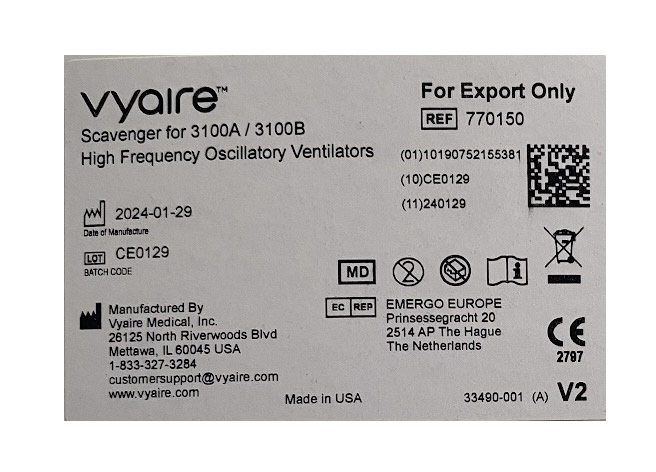 vyaire™
Scavenger for 3100A / 3100B
High Frequency Oscillatory Ventilators
For Export Only
REF 770150
(01)10190752155381
(10)CE0129
(11)240129
2024-01-29
Date of Manufacture
LOT CE0129
BATCH CODE
MD
2
EC REP
EMERGO EUROPE
Prinsessegracht 20
2514 AP The Hague
The Netherlands
CE
2797
Manufactured By
Vyaire Medical, Inc.
26125 North Riverwoods Blvd
Mettawa, IL 60045 USA
1-833-327-3284
customersupport@vyaire.com
www.vyaire.com
Made in USA
33490-001 (A) V2